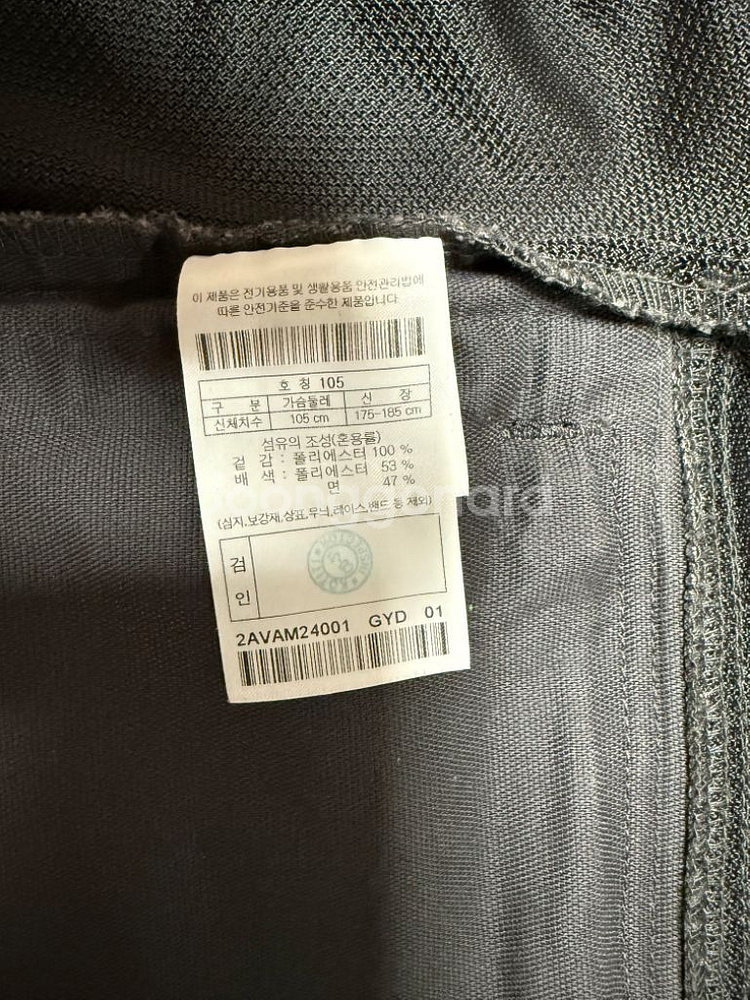 이 제품은 전기용품 및 생활용품 안전관리법에
따른 안전기준을 준수한 제품입니다
호 칭 105
구 분 가슴둘레 신 장
신체치수 105 cm 175-185 cm
섬유의 조성(혼용률)
겉 감 : 폴리에스터 100 %
배 색 : 폴리에스터 53 %
면 47 %
(심지,보강재,상표,무늬,레이스,밴드 등 제외)
검
인
KOTITI
2AVAM24001 GYD 01